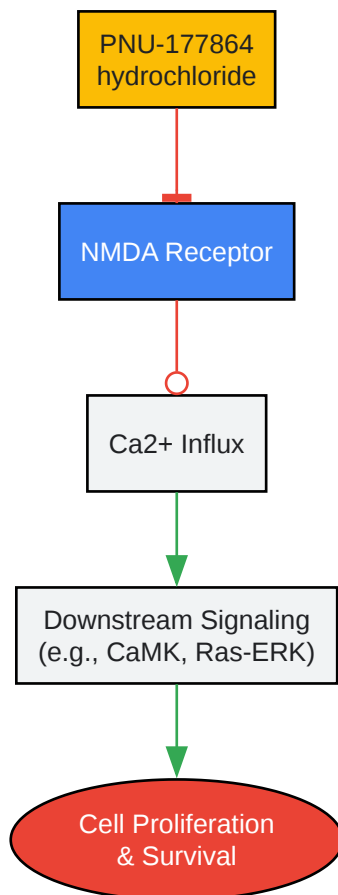 PNU-177864
hydrochloride
NMDA Receptor
Ca2+ Influx
Downstream Signaling
(e.g., CaMK, Ras-ERK)
Cell Proliferation
& Survival